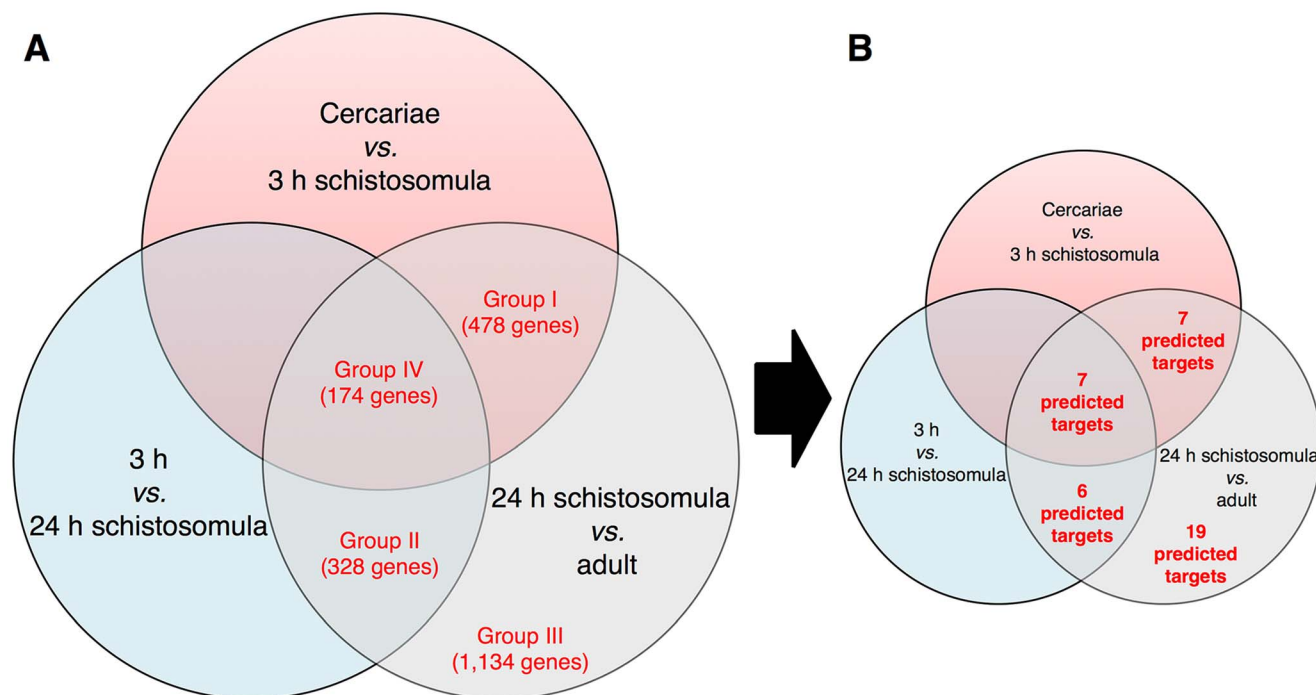 A
Cercariae
vs.
3 h schistosomula
Group I
(478 genes)
Group IV
(174 genes)
3 h
vs.
24 h schistosomula
24 h schistosomula
vs.
adult
Group II
(328 genes)
Group III
(1,134 genes)
B
Cercariae
vs.
3 h schistosomula
7
predicted
targets
7
predicted
targets
3 h
vs.
24 h schistosomula
24 h schistosomula
vs.
adult
6
predicted
targets
19
predicted
targets